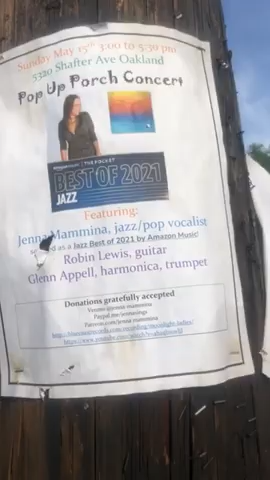 Sunday May 15th 3:00 to 5:30 pm
5320 Shafter Ave Oakland
Pop Up Porch Concert
THE POCKET
BEST OF 2021
JAZZ
Featuring:
Jenna Mammina, jazz/pop vocalist
as a Jazz Best of 2021 by Amazon Music!
Robin Lewis, guitar
Glenn Appell, harmonica, trumpet
Donations gratefully accepted